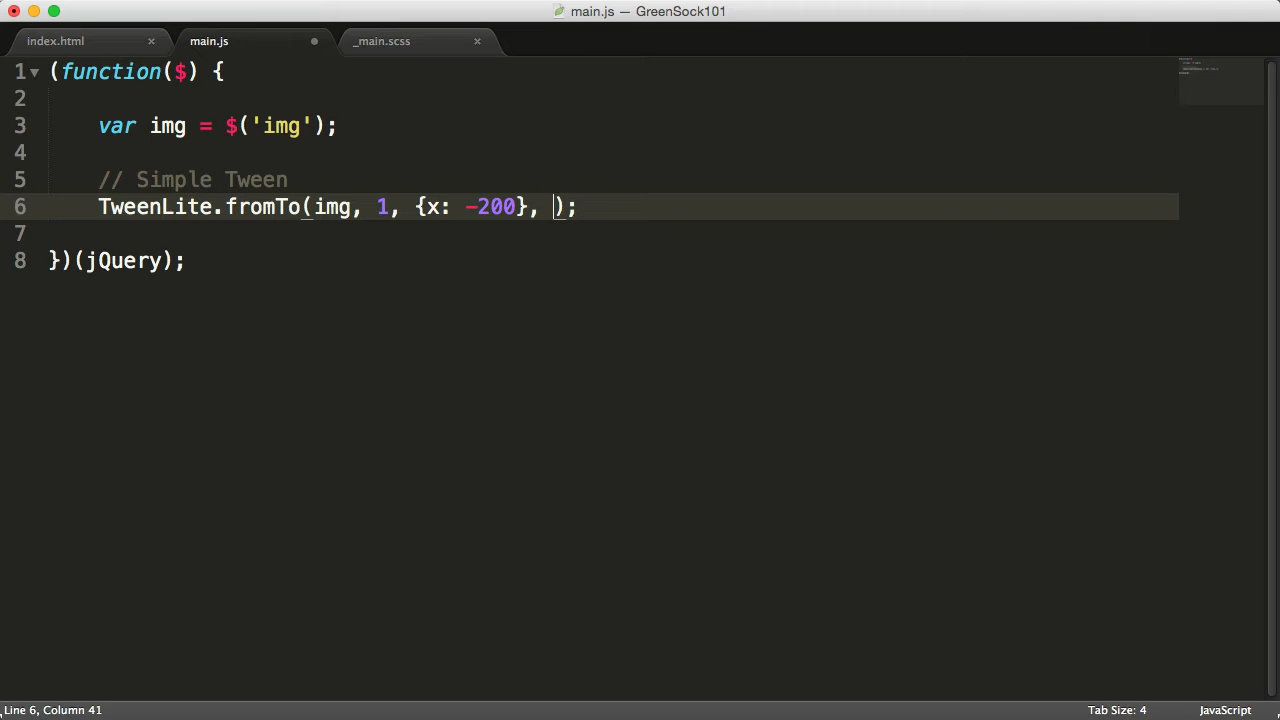 main.js — GreenSock101
index.html × main.js _main.scss ×
1 (function($) {
2
3 var img = $('img');
4
5 // Simple Tween
6 TweenLite.fromTo(img, 1, {x: -200}, );
7
8 })(jQuery);
Line 6, Column 41 Tab Size: 4 JavaScript